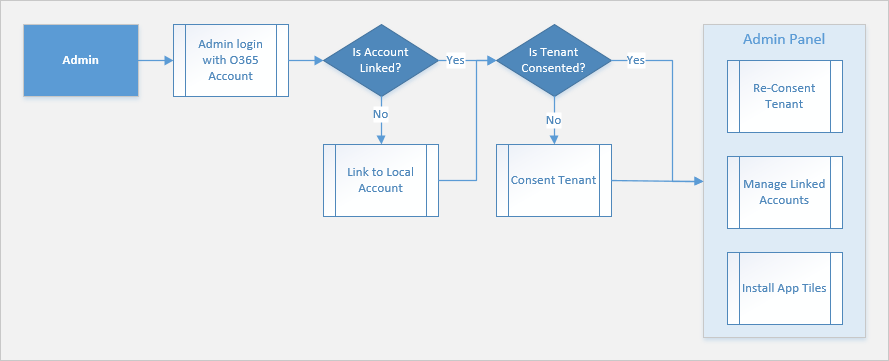 Admin
Admin login
with O365
Account
Is Account
Linked?
Yes
No
Link to Local
Account
Is Tenant
Consented?
Yes
No
Consent Tenant
Admin Panel
Re-Consent
Tenant
Manage Linked
Accounts
Install App Tiles